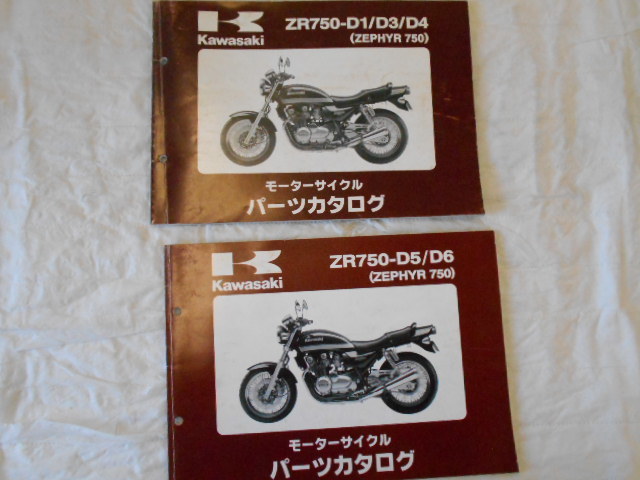 Kawasaki
ZR750-D1/D3/D4
(ZEPHYR 750)
モーターサイクル
パーツカタログ
Kawasaki
ZR750-D5/D6
(ZEPHYR 750)
モーターサイクル
パーツカタログ